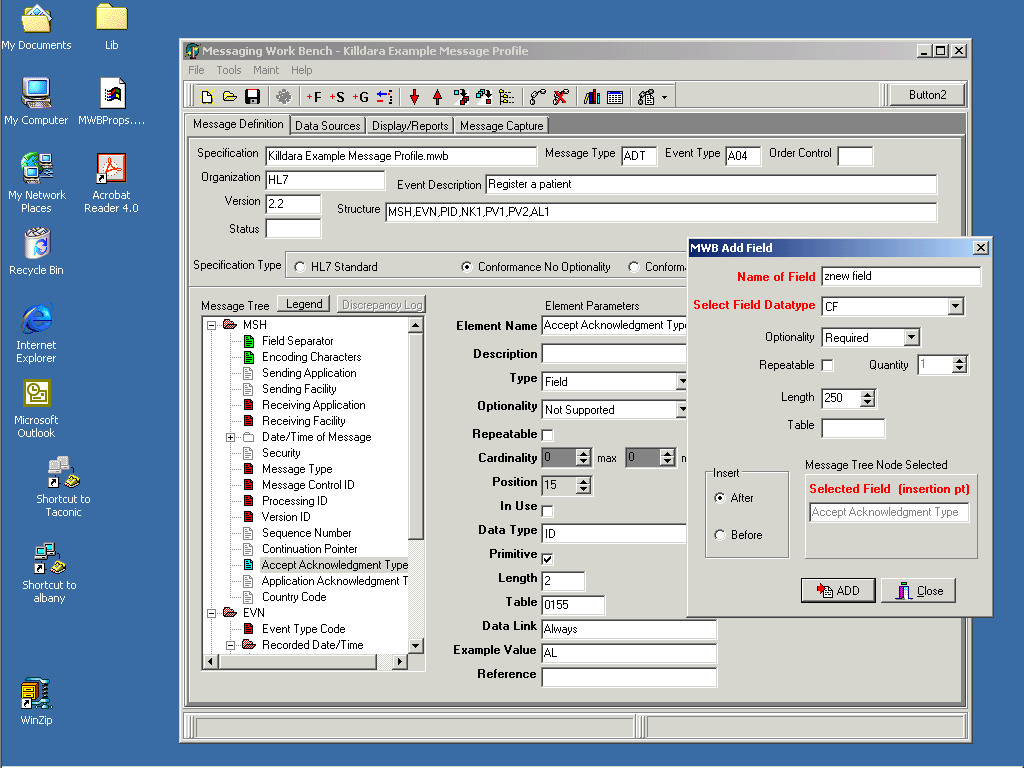 My Documents
Lib
My Computer
MWBProps....
My Network
Places
Acrobat
Reader 4.0
Recycle Bin
Internet
Explorer
Microsoft
Outlook
Shortcut to
Taconic
Shortcut to
albany
WinZip
Messaging Work Bench - Killdara Example Message Profile
File Tools Maint Help
+F +S +G
Button2
Message Definition Data Sources Display/Reports Message Capture
Specification Killdara Example Message Profile.mwb Message Type ADT Event Type A04 Order Control
Organization HL7 Event Description Register a patient
Version 2.2 Structure MSH,EVN,PID,NK1,PV1,PV2,AL1
Status
Specification Type HL7 Standard Conformance No Optionality Conform
Message Tree Legend Discrepancy Log
MSH
Field Separator
Encoding Characters
Sending Application
Sending Facility
Receiving Application
Receiving Facility
Date/Time of Message
Security
Message Type
Message Control ID
Processing ID
Version ID
Sequence Number
Continuation Pointer
Accept Acknowledgment Type
Application Acknowledgment T
Country Code
EVN
Event Type Code
Recorded Date/Time
Element Parameters
Element Name Accept Acknowledgment Type
Description
Type Field
Optionality Not Supported
Repeatable
Cardinality 0 max 0
Position 15
In Use
Data Type ID
Primitive
Length 2
Table 0155
Data Link Always
Example Value AL
Reference
MWB Add Field
Name of Field znew field
Select Field Datatype CF
Optionality Required
Repeatable Quantity 1
Length 250
Table
Insert
After
Before
Message Tree Node Selected
Selected Field (insertion pt)
Accept Acknowledgment Type
ADD Close